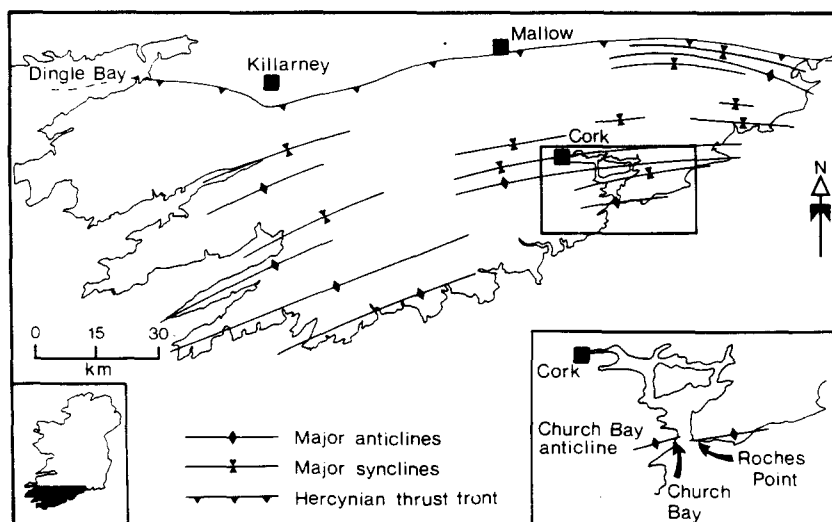 Dingle Bay
Killarney
Mallow
Cork
N
0 15 30
km
Major anticlines
Major synclines
Hercynian thrust front
Cork
Church Bay
anticline
Roches
Point
Church
Bay